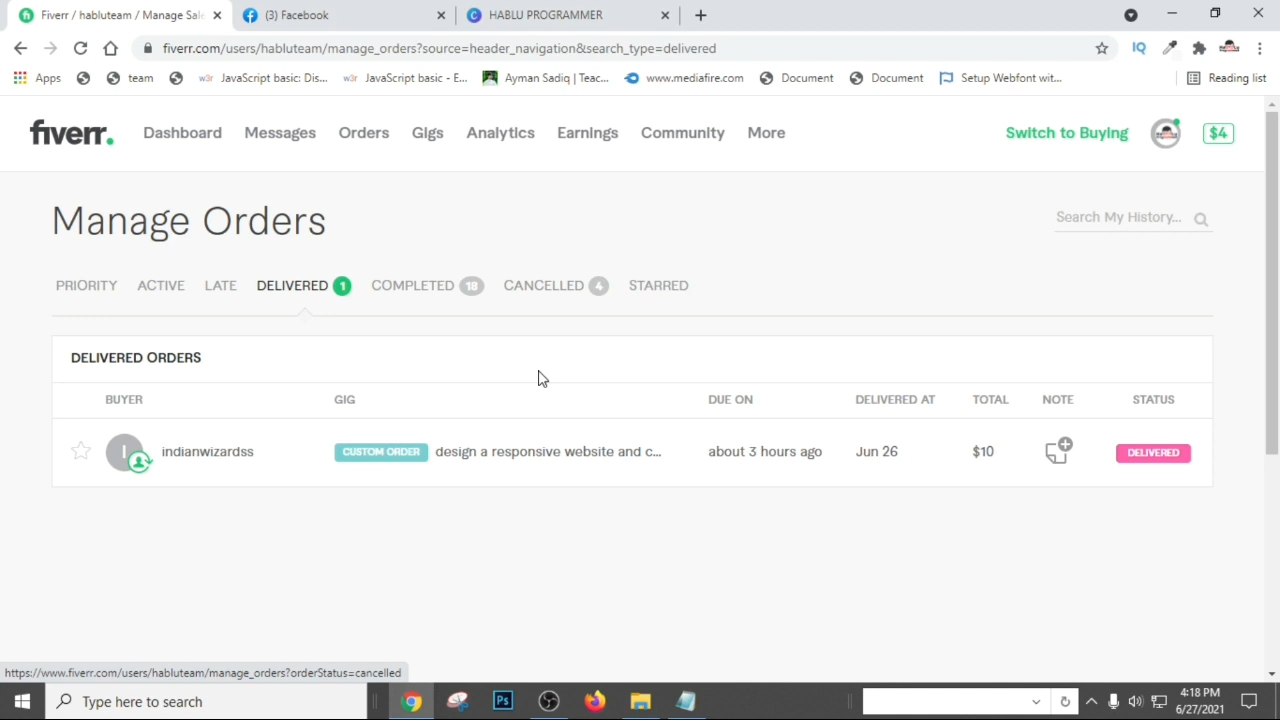 Fiverr / habluteam / Manage Sal
(3) Facebook
HABLU PROGRAMMER
fiverr.com/users/habluteam/manage_orders?source=header_navigation&search_type=delivered
IQ
Apps
team
w3r JavaScript basic: Dis...
w3r JavaScript basic - E...
Ayman Sadiq | Teac...
www.mediafire.com
Document
Document
Setup Webfont wit...
Reading list
fiverr.
Dashboard
Messages
Orders
Gigs
Analytics
Earnings
Community
More
Switch to Buying
$4
Manage Orders
Search My History...
PRIORITY
ACTIVE
LATE
DELIVERED 1
COMPLETED 18
CANCELLED 4
STARRED
DELIVERED ORDERS
BUYER
GIG
DUE ON
DELIVERED AT
TOTAL
NOTE
STATUS
I
indianwizardss
CUSTOM ORDER
design a responsive website and c...
about 3 hours ago
Jun 26
$10
DELIVERED
https://www.fiverr.com/users/habluteam/manage_orders?orderStatus=cancelled
Type here to search
Ps
4:18 PM
6/27/2021